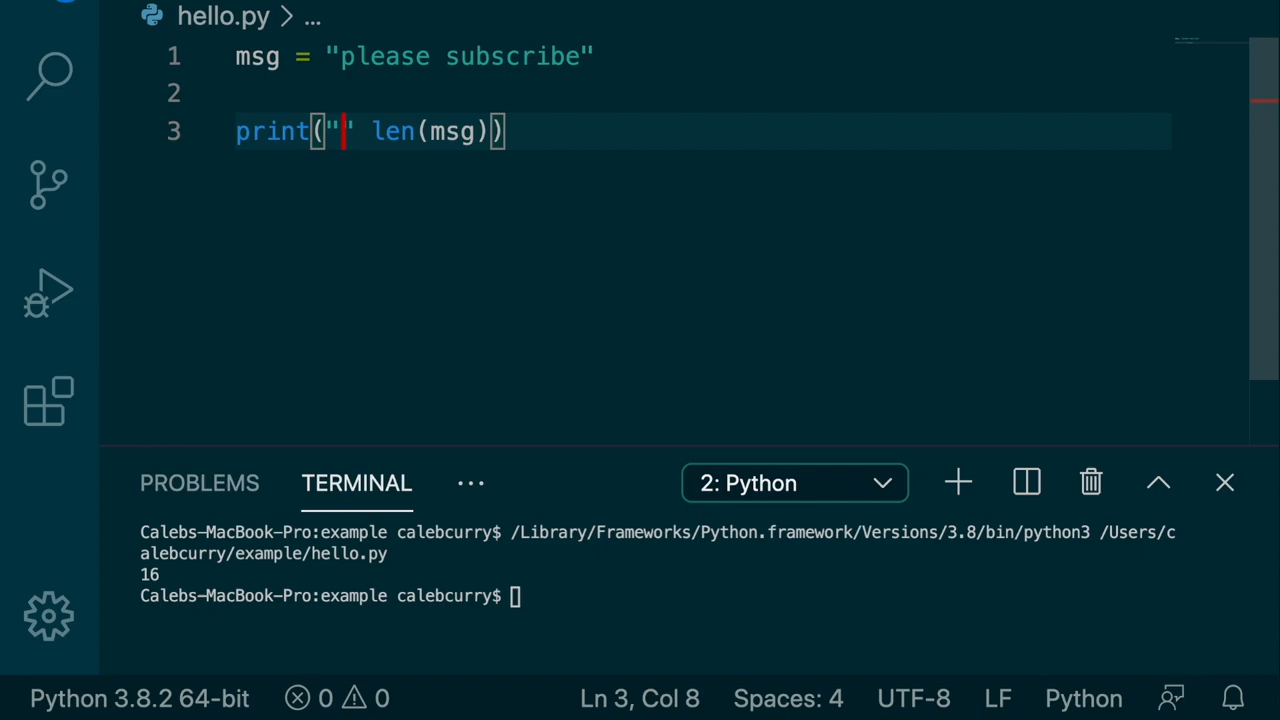 hello.py > ...
1 msg = "please subscribe"
2
3 print("" len(msg))
PROBLEMS TERMINAL ... 2: Python
Calebs-MacBook-Pro:example calebcurry$ /Library/Frameworks/Python.framework/Versions/3.8/bin/python3 /Users/c
alebcurry/example/hello.py
16
Calebs-MacBook-Pro:example calebcurry$
Python 3.8.2 64-bit 0 0 Ln 3, Col 8 Spaces: 4 UTF-8 LF Python